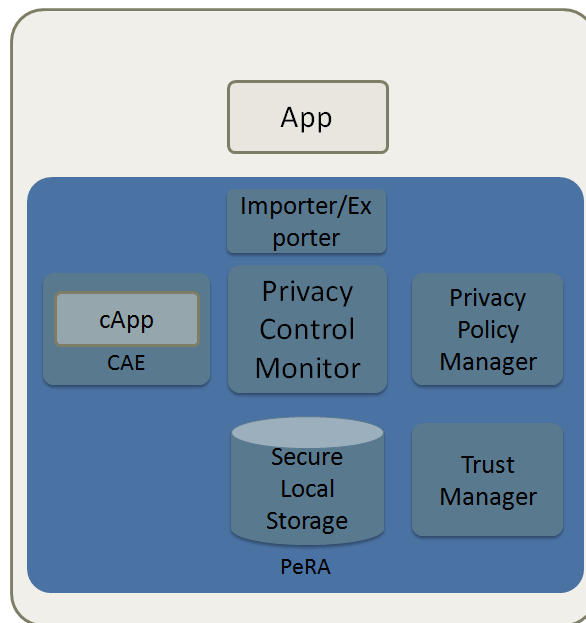 App
Importer/Ex
porter
cApp
CAE
Privacy
Control
Monitor
Privacy
Policy
Manager
Secure
Local
Storage
Trust
Manager
PeRA